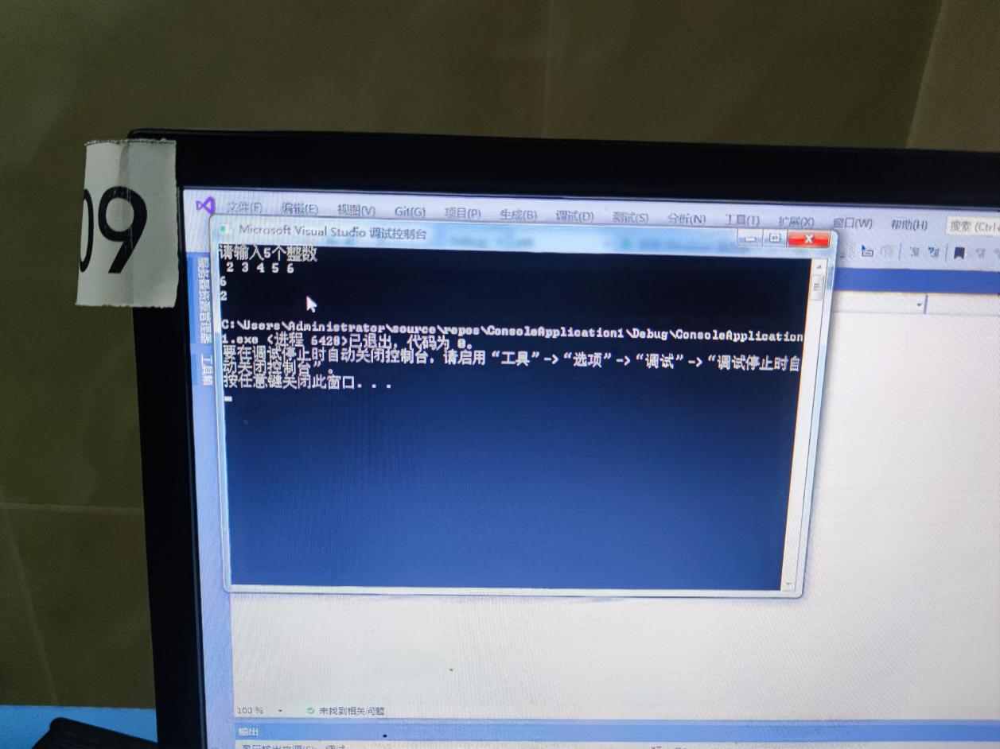 09
文件(F) 编辑(E) 视图(V) Git(G) 项目(P) 生成(B) 调试(D) 测试(S) 分析(N) 工具(T) 扩展(X) 窗口(W) 帮助(H) 搜索 (Ctrl+
Microsoft Visual Studio 调试控制台
请输入5个整数
2 3 4 5 6
6
2
C:\Users\Administrator\source\repos\ConsoleApplication1\Debug\ConsoleApplication
1.exe (进程 6420)已退出，代码为 0。
要在调试停止时自动关闭控制台，请启用“工具”->“选项”->“调试”->“调试停止时自
动关闭控制台”。
按任意键关闭此窗口. . .
服务器资源管理器
工具箱
100 %
未找到相关问题
输出